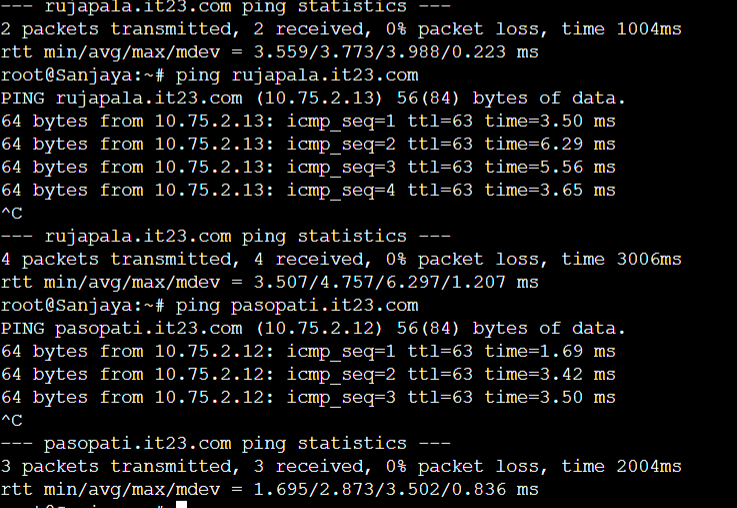 --- rujapala.it23.com ping statistics ---
2 packets transmitted, 2 received, 0% packet loss, time 1004ms
rtt min/avg/max/mdev = 3.559/3.773/3.988/0.223 ms
root@Sanjaya:~# ping rujapala.it23.com
PING rujapala.it23.com (10.75.2.13) 56(84) bytes of data.
64 bytes from 10.75.2.13: icmp_seq=1 ttl=63 time=3.50 ms
64 bytes from 10.75.2.13: icmp_seq=2 ttl=63 time=6.29 ms
64 bytes from 10.75.2.13: icmp_seq=3 ttl=63 time=5.56 ms
64 bytes from 10.75.2.13: icmp_seq=4 ttl=63 time=3.65 ms
^C
--- rujapala.it23.com ping statistics ---
4 packets transmitted, 4 received, 0% packet loss, time 3006ms
rtt min/avg/max/mdev = 3.507/4.757/6.297/1.207 ms
root@Sanjaya:~# ping pasopati.it23.com
PING pasopati.it23.com (10.75.2.12) 56(84) bytes of data.
64 bytes from 10.75.2.12: icmp_seq=1 ttl=63 time=1.69 ms
64 bytes from 10.75.2.12: icmp_seq=2 ttl=63 time=3.42 ms
64 bytes from 10.75.2.12: icmp_seq=3 ttl=63 time=3.50 ms
^C
--- pasopati.it23.com ping statistics ---
3 packets transmitted, 3 received, 0% packet loss, time 2004ms
rtt min/avg/max/mdev = 1.695/2.873/3.502/0.836 ms